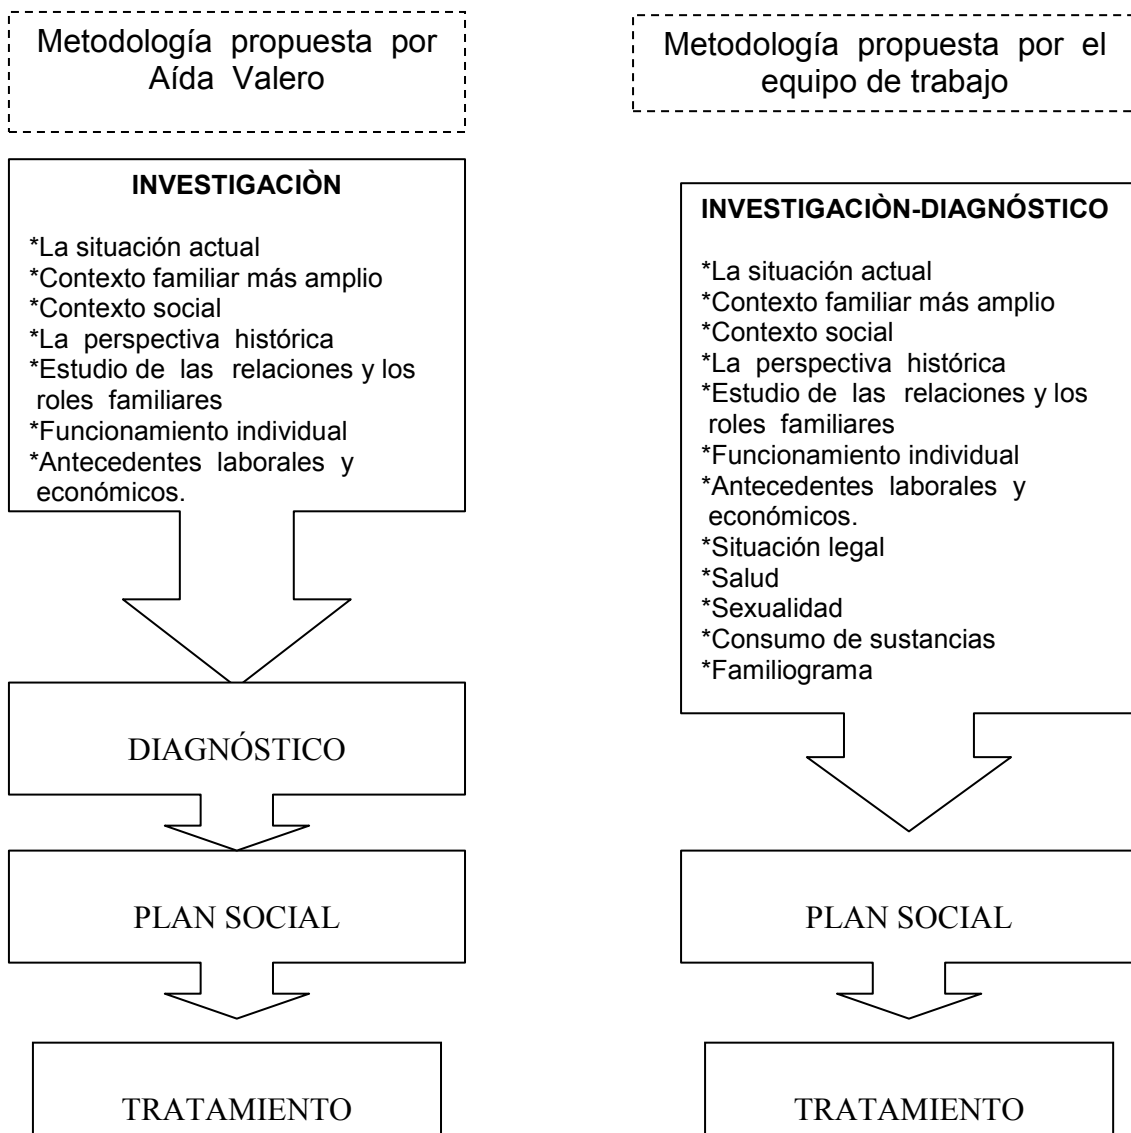 Metodología propuesta por
Aída Valero
INVESTIGACIÒN
*La situación actual
*Contexto familiar más amplio
*Contexto social
*La perspectiva histórica
*Estudio de las relaciones y los
roles familiares
*Funcionamiento individual
*Antecedentes laborales y
económicos.
DIAGNÓSTICO
PLAN SOCIAL
TRATAMIENTO
Metodología propuesta por el
equipo de trabajo
INVESTIGACIÒN-DIAGNÓSTICO
*La situación actual
*Contexto familiar más amplio
*Contexto social
*La perspectiva histórica
*Estudio de las relaciones y los
roles familiares
*Funcionamiento individual
*Antecedentes laborales y
económicos.
*Situación legal
*Salud
*Sexualidad
*Consumo de sustancias
*Familiograma
PLAN SOCIAL
TRATAMIENTO